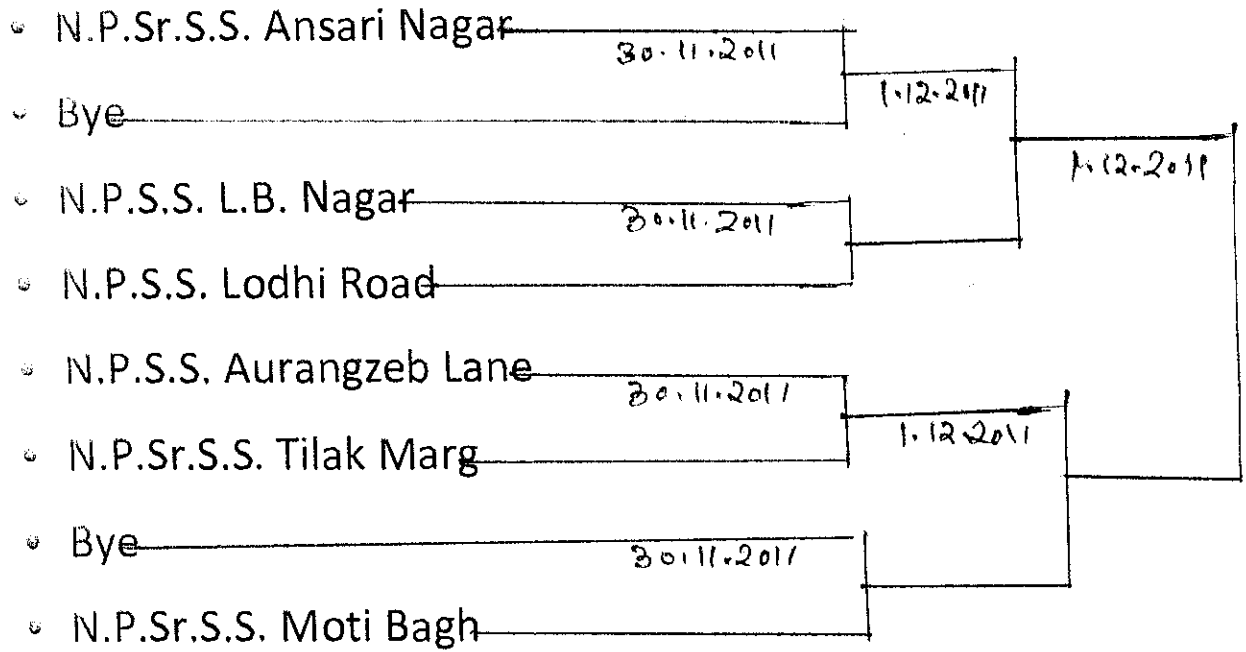 N.P.Sr.S.S. Ansari Nagar
30.11.2011
1.12.2011
Bye
1.12.2011
N.P.S.S. L.B. Nagar
30.11.2011
N.P.S.S. Lodhi Road
N.P.S.S. Aurangzeb Lane
30.11.2011
1.12.2011
N.P.Sr.S.S. Tilak Marg
Bye
30.11.2011
N.P.Sr.S.S. Moti Bagh